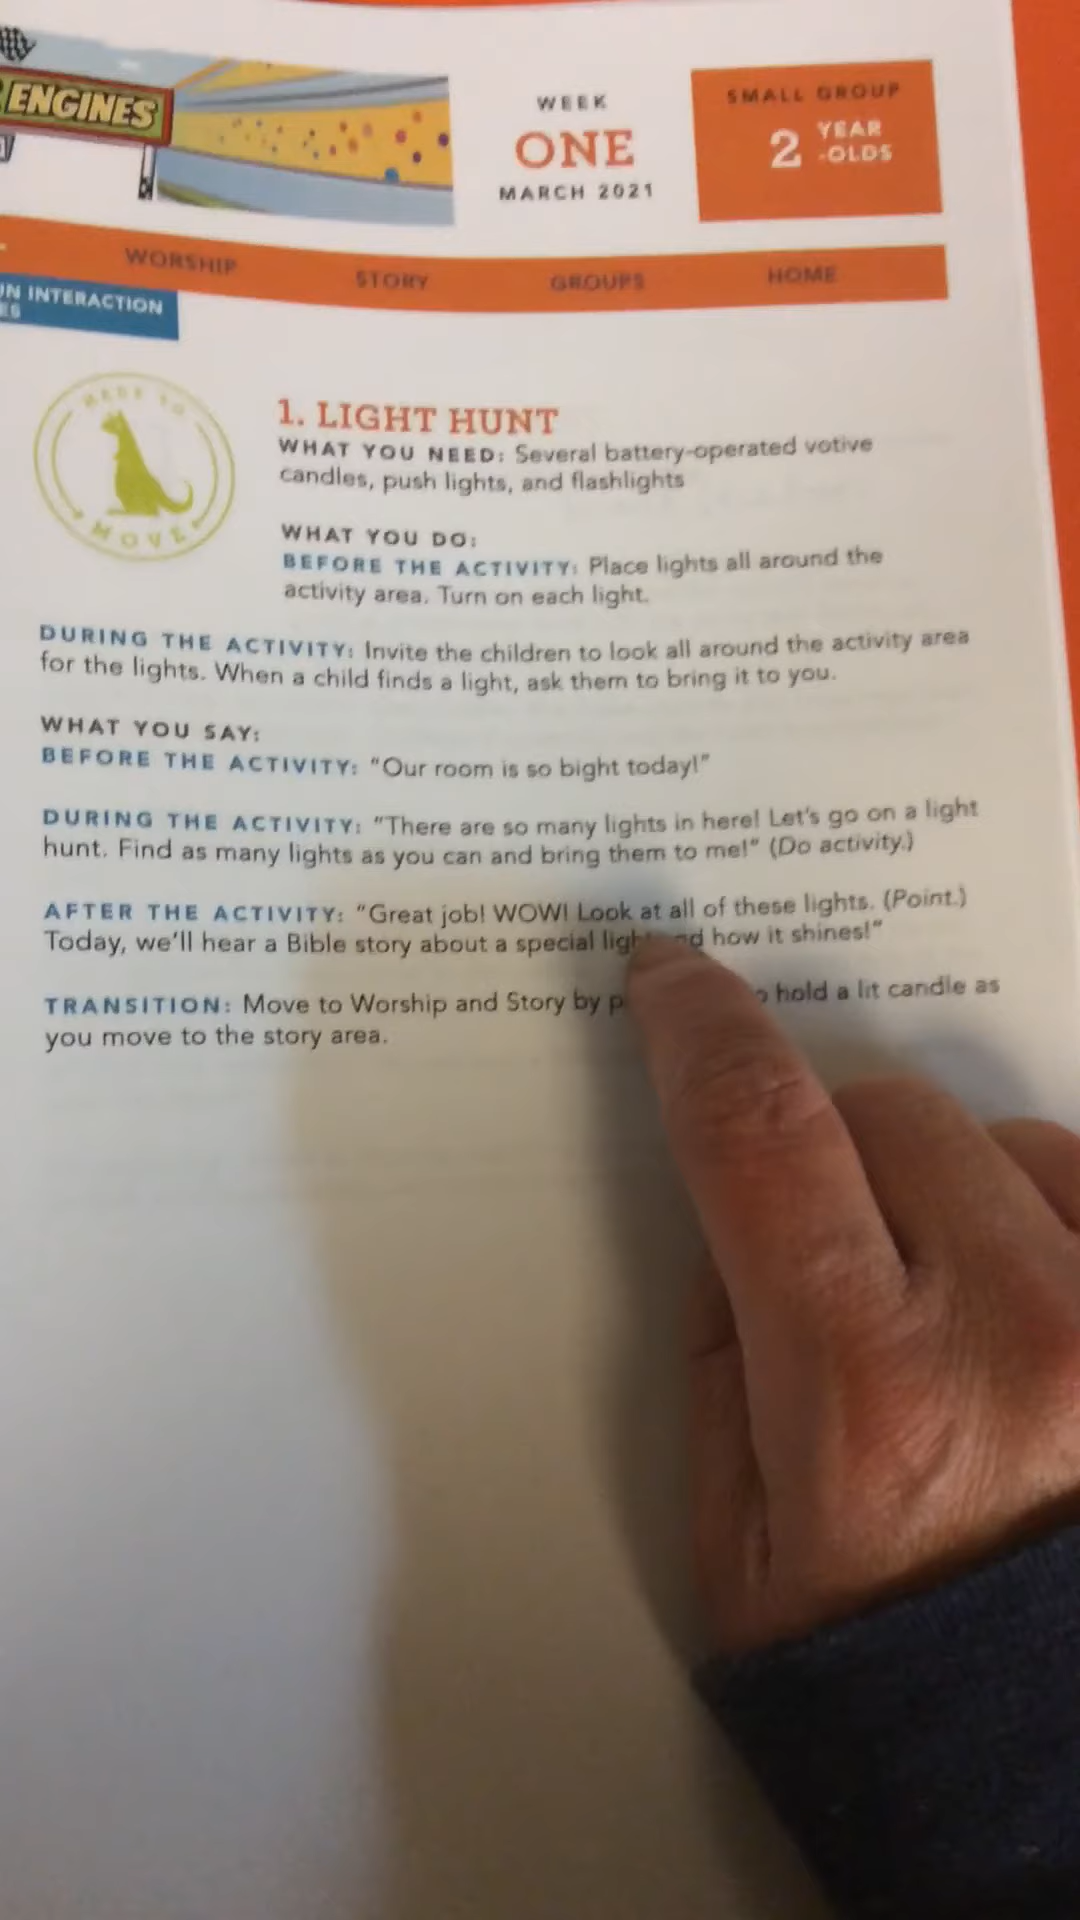 ENGINES
WEEK
ONE
MARCH 2021
SMALL GROUP
2 YEAR
-OLDS
WORSHIP STORY GROUPS HOME
INTERACTION
MADE TO
MOVE
1. LIGHT HUNT
WHAT YOU NEED: Several battery-operated votive
candles, push lights, and flashlights
WHAT YOU DO:
BEFORE THE ACTIVITY: Place lights all around the
activity area. Turn on each light.
DURING THE ACTIVITY: Invite the children to look all around the activity area
for the lights. When a child finds a light, ask them to bring it to you.
WHAT YOU SAY:
BEFORE THE ACTIVITY: "Our room is so bight today!"
DURING THE ACTIVITY: "There are so many lights in here! Let's go on a light
hunt. Find as many lights as you can and bring them to me!" (Do activity.)
AFTER THE ACTIVITY: "Great job! WOW! Look at all of these lights. (Point.)
Today, we'll hear a Bible story about a special light and how it shines!"
TRANSITION: Move to Worship and Story by hold a lit candle as
you move to the story area.